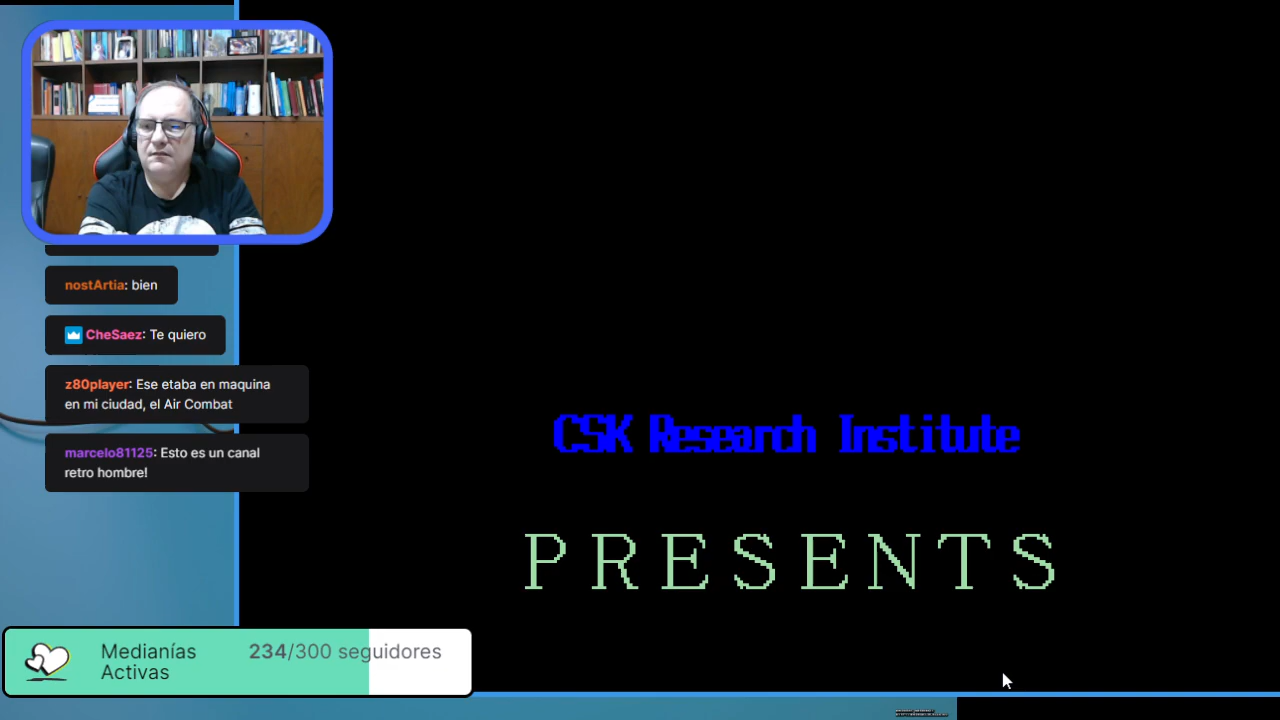 nostArtia: bien
CheSaez: Te quiero
z80player: Ese etaba en maquina
en mi ciudad, el Air Combat
marcelo81125: Esto es un canal
retro hombre!
CSK Research Institute
PRESENTS
Medianías
Activas
234/300 seguidores